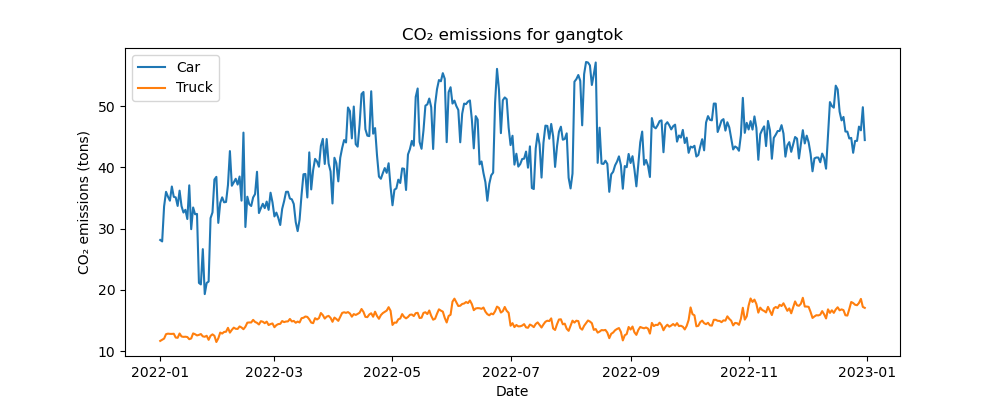 CO₂ emissions for gangtok
Car
Truck
CO₂ emissions (tons)
50
40
30
20
10
2022-01
2022-03
2022-05
2022-07
2022-09
2022-11
2023-01
Date